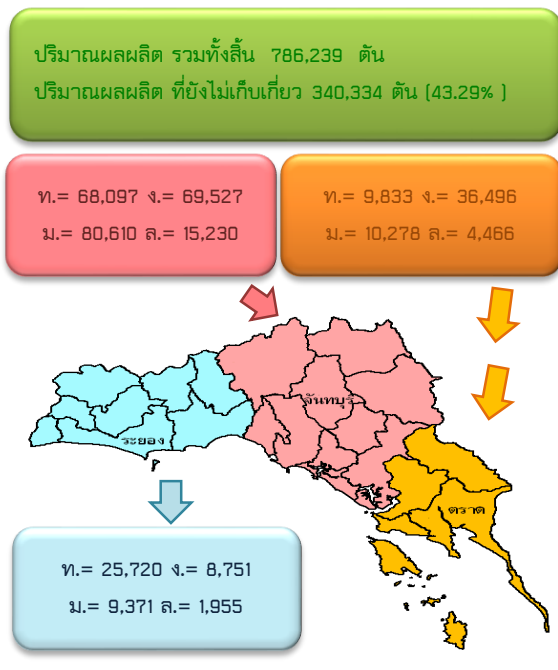 ปริมาณผลผลิต รวมทั้งสิ้น 786,239 ตัน
ปริมาณผลผลิต ที่ยังไม่เก็บเกี่ยว 340,334 ตัน (43.29% )
ท.= 68,097 ง.= 69,527
ม.= 80,610 ล.= 15,230
ท.= 9,833 ง.= 36,496
ม.= 10,278 ล.= 4,466
จันทบุรี
ระยอง
ตราด
ท.= 25,720 ง.= 8,751
ม.= 9,371 ล.= 1,955